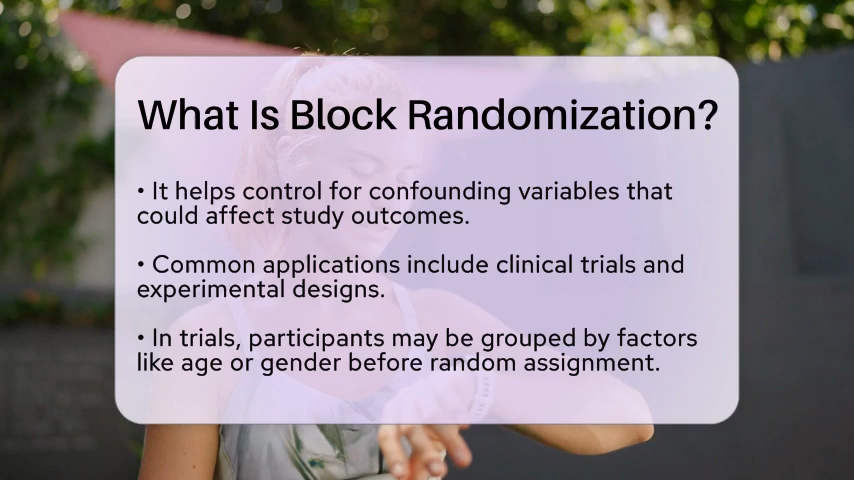 What Is Block Randomization?
• It helps control for confounding variables that
could affect study outcomes.
• Common applications include clinical trials and
experimental designs.
• In trials, participants may be grouped by factors
like age or gender before random assignment.